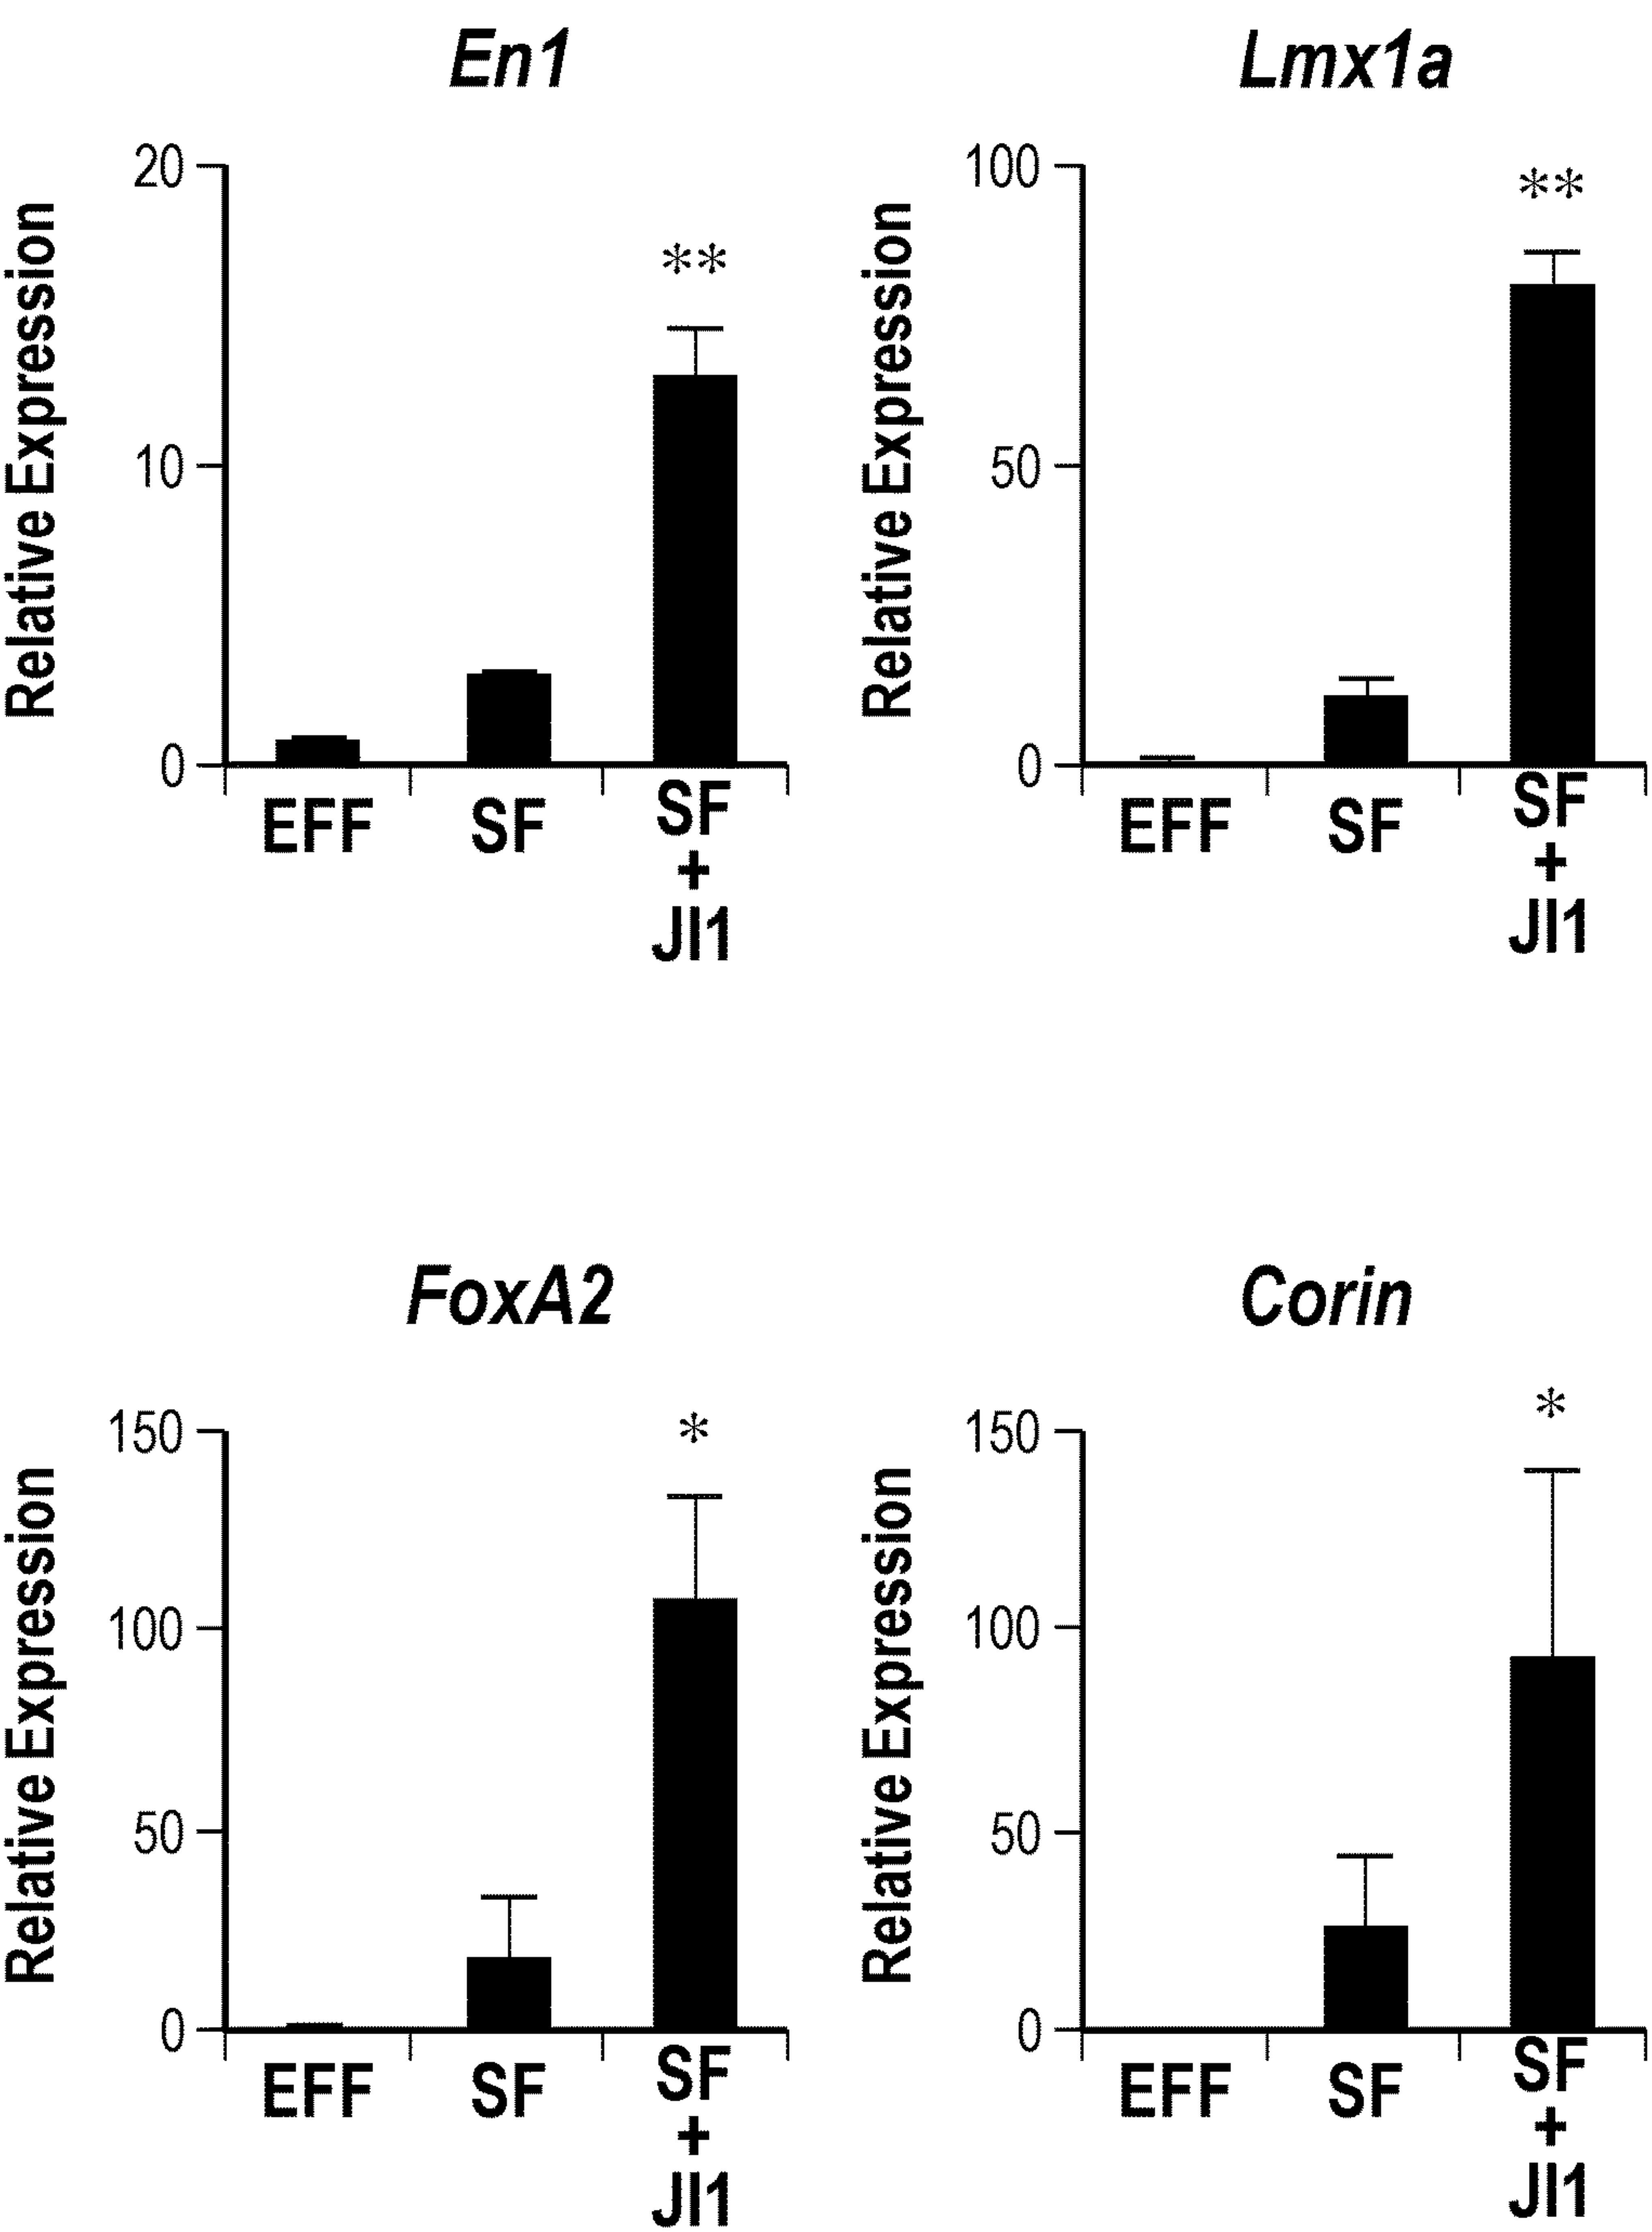 En1
Relative Expression
20
10
0
**
EFF
SF
SF
+
JI1
Lmx1a
Relative Expression
100
50
0
**
EFF
SF
SF
+
JI1
FoxA2
Relative Expression
150
100
50
0
*
EFF
SF
SF
+
JI1
Corin
Relative Expression
150
100
50
0
*
EFF
SF
SF
+
JI1